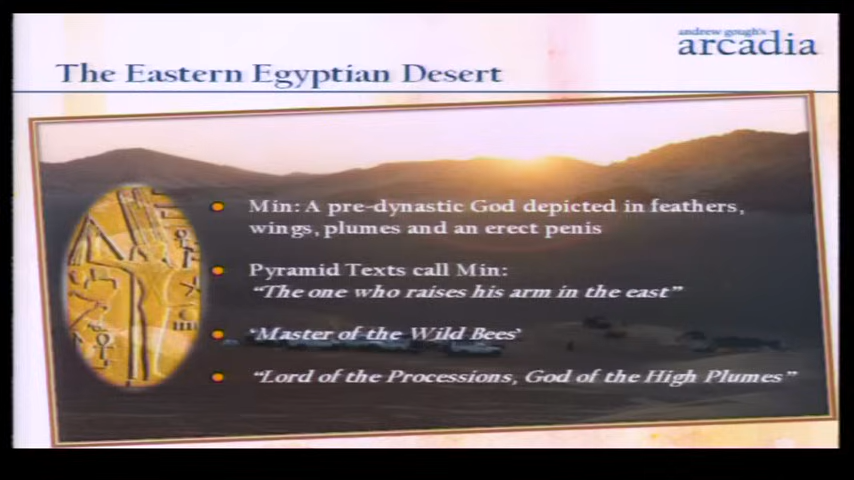 andrew gough's
arcadia
The Eastern Egyptian Desert
Min: A pre-dynastic God depicted in feathers,
wings, plumes and an erect penis
Pyramid Texts call Min:
“The one who raises his arm in the east”
‘Master of the Wild Bees’
“Lord of the Processions, God of the High Plumes”